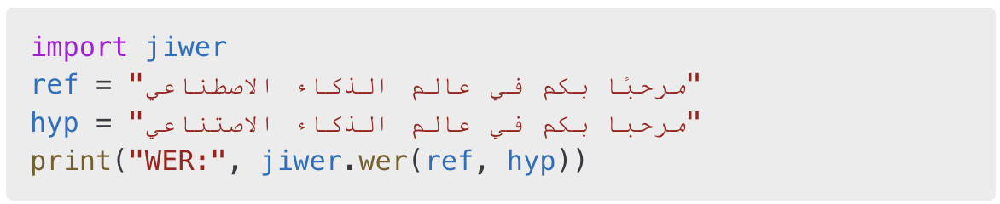 import jiwer
ref = "مرحبًا بكم في عالم الذكاء الاصطناعي"
hyp = "مرحبا بكم في عالم الذكاء الاصتناعي"
print("WER:", jiwer.wer(ref, hyp))